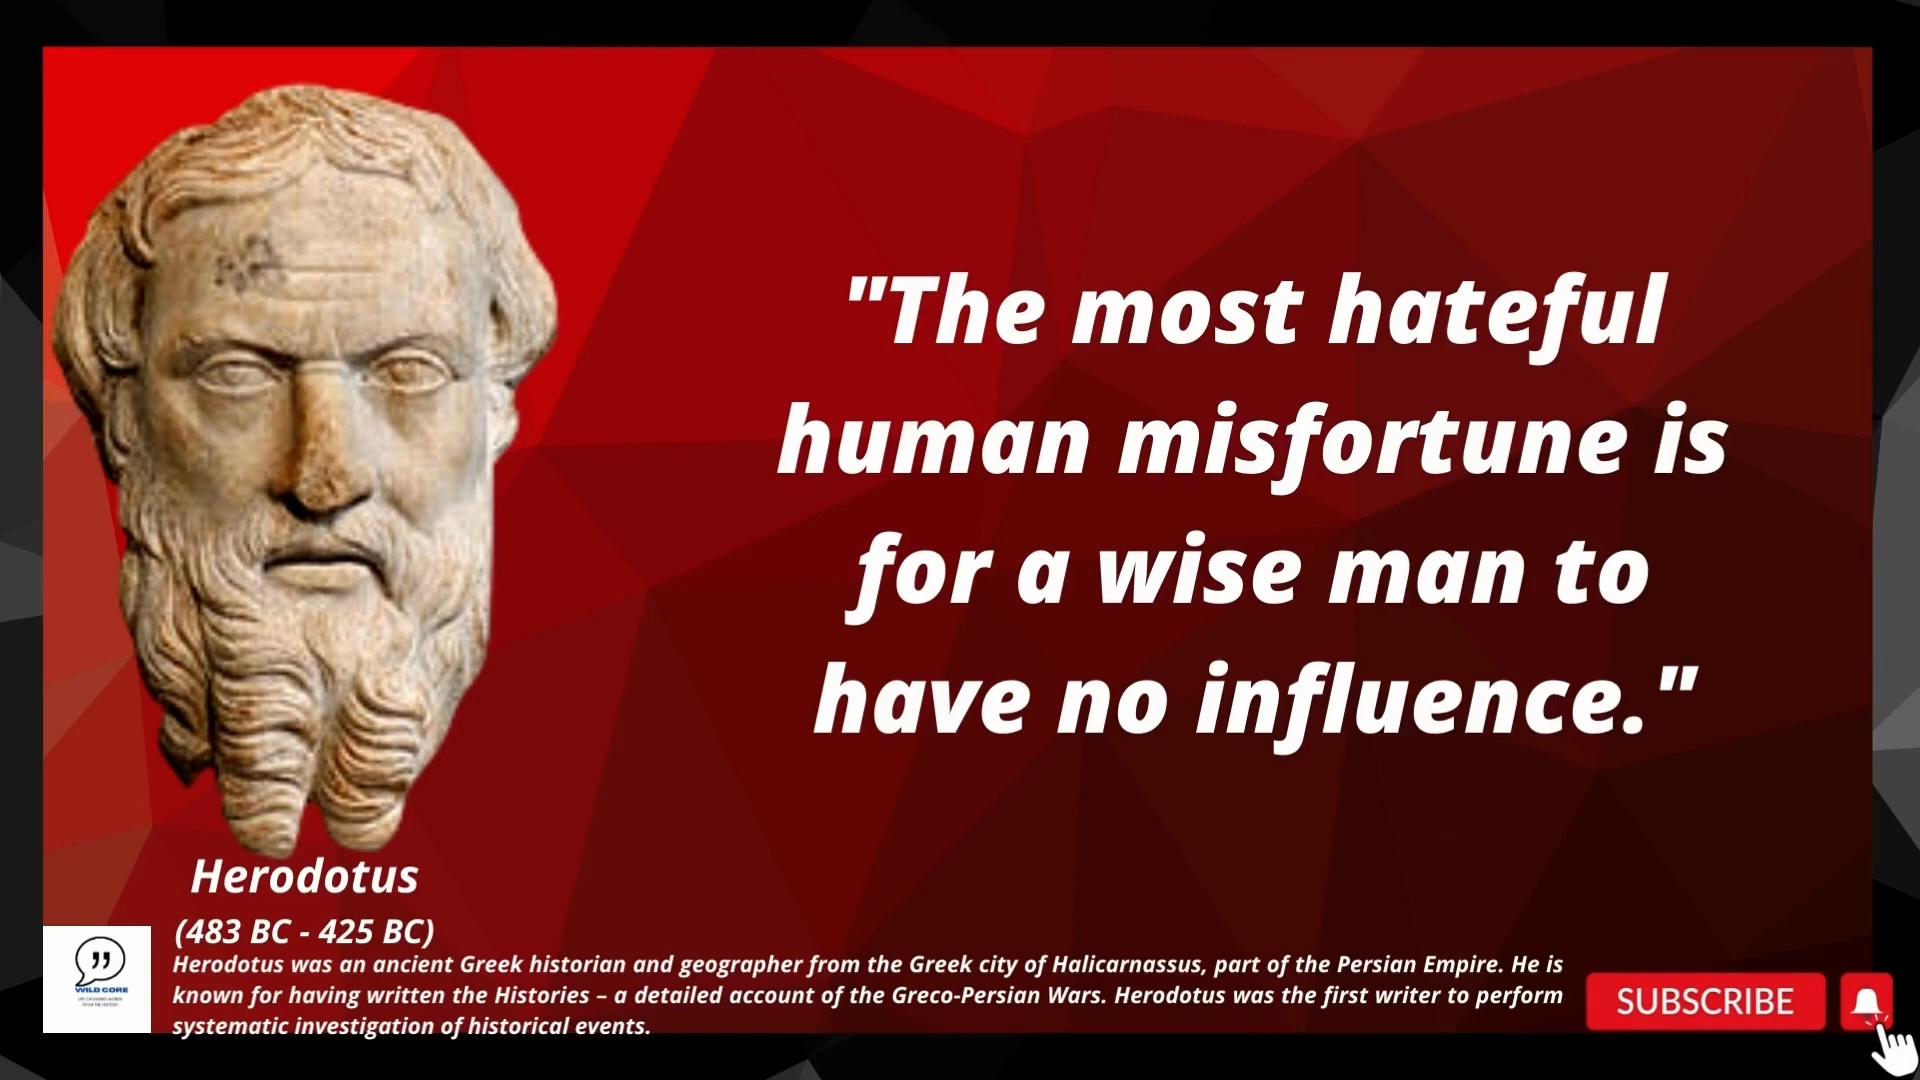 "The most hateful
human misfortune is
for a wise man to
have no influence."
Herodotus
(483 BC - 425 BC)
Herodotus was an ancient Greek historian and geographer from the Greek city of Halicarnassus, part of the Persian Empire. He is
known for having written the Histories – a detailed account of the Greco-Persian Wars. Herodotus was the first writer to perform
systematic investigation of historical events.
WILD CORE
SUBSCRIBE